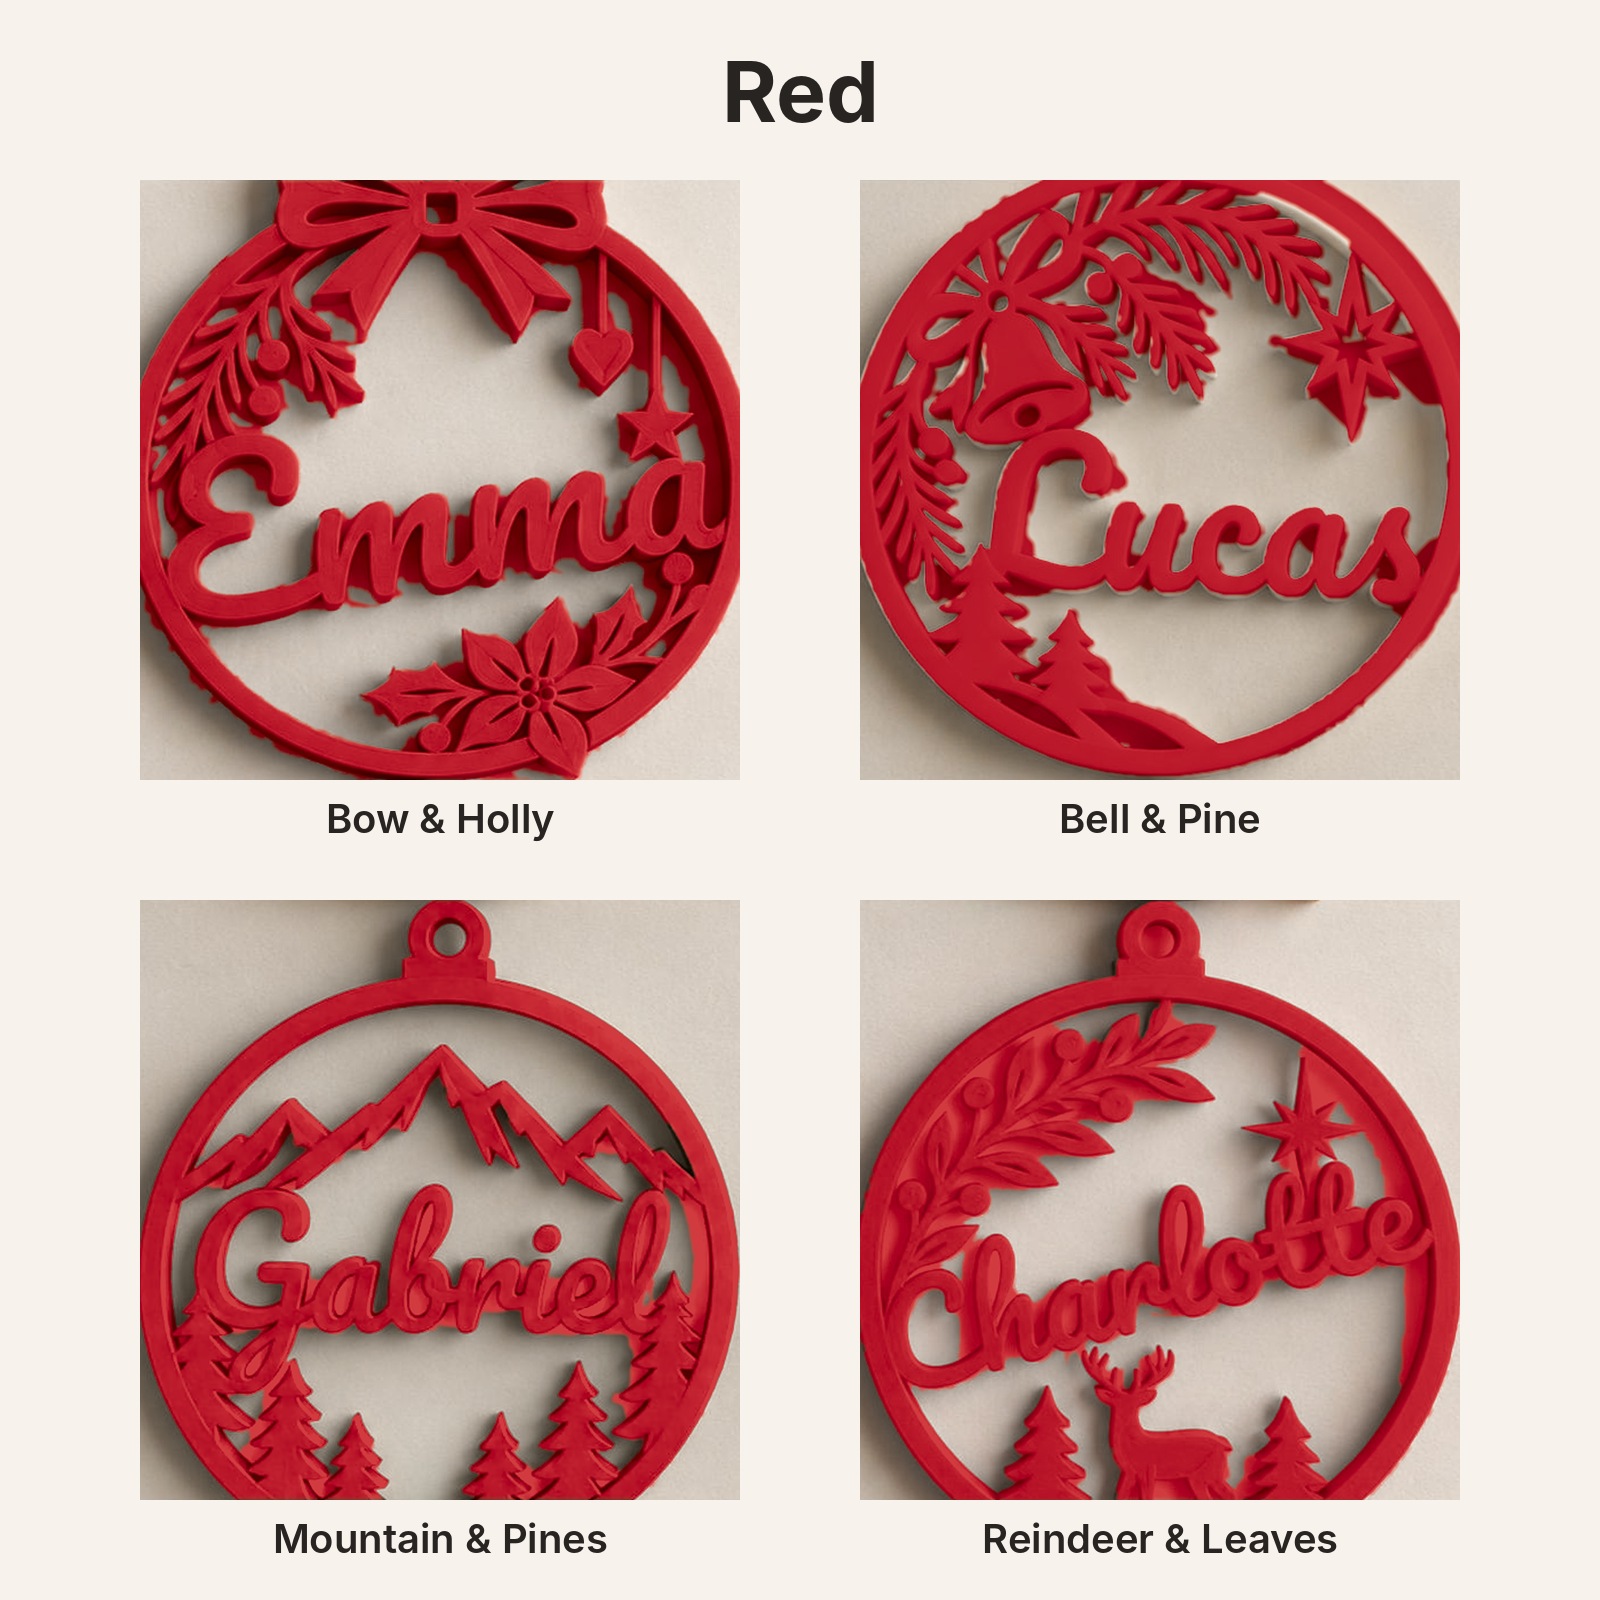 Red
Emma
Lucas
Bow & Holly
Bell & Pine
Gabriel
Charlotte
Mountain & Pines
Reindeer & Leaves